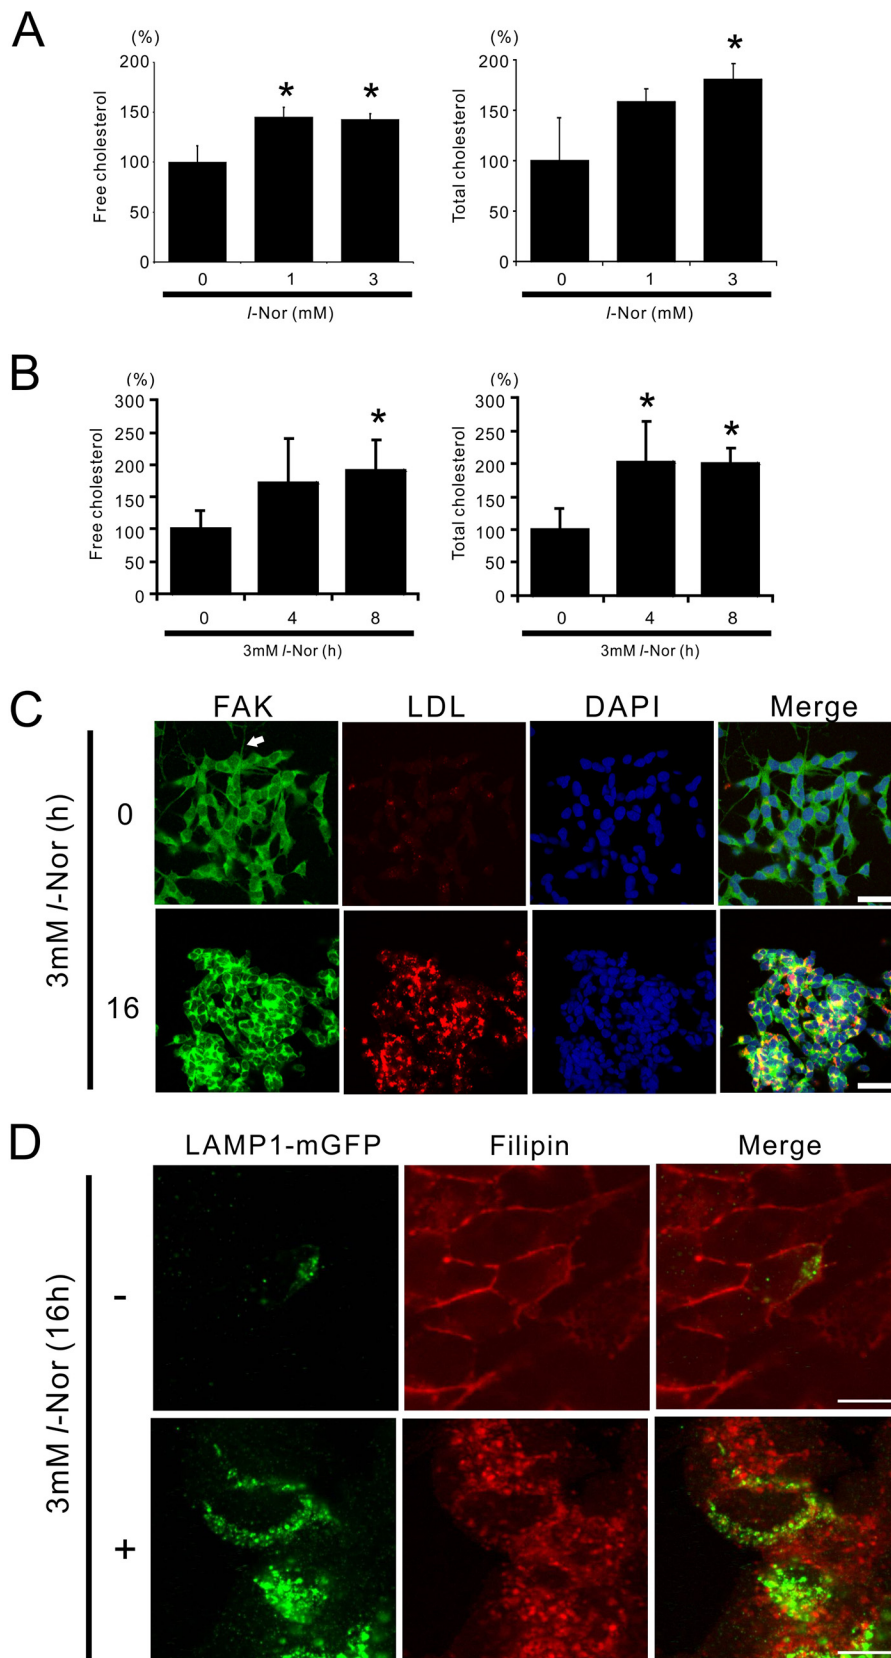 A
(%)
Free cholesterol
200
150
100
50
0
*
*
0 1 3
l-Nor (mM)
(%)
Total cholesterol
200
150
100
50
0
*
0 1 3
l-Nor (mM)
B
(%)
Free cholesterol
300
250
200
150
100
50
0
*
0 4 8
3mM l-Nor (h)
(%)
Total cholesterol
300
250
200
150
100
50
0
*
*
0 4 8
3mM l-Nor (h)
C
FAK LDL DAPI Merge
3mM l-Nor (h)
0
16
D
LAMP1-mGFP Filipin Merge
3mM l-Nor (16h)
-
+